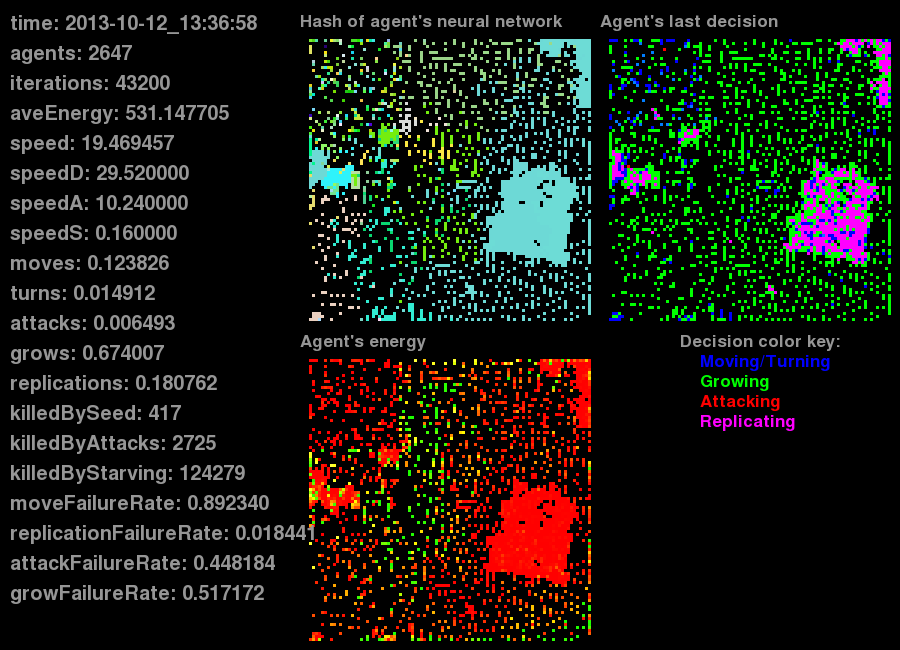 time: 2013-10-12_13:36:58
agents: 2647
iterations: 43200
aveEnergy: 531.147705
speed: 19.469457
speedD: 29.520000
speedA: 10.240000
speedS: 0.160000
moves: 0.123826
turns: 0.014912
attacks: 0.006493
grows: 0.674007
replications: 0.180762
killedBySeed: 417
killedByAttacks: 2725
killedByStarving: 124279
moveFailureRate: 0.892340
replicationFailureRate: 0.018441
attackFailureRate: 0.448184
growFailureRate: 0.517172
Hash of agent's neural network
Agent's last decision
Agent's energy
Decision color key:
Moving/Turning
Growing
Attacking
Replicating